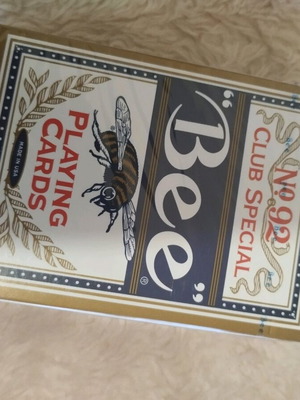 No. 92
CLUB SPECIAL
"Bee"®
PLAYING
CARDS
MADE IN USA